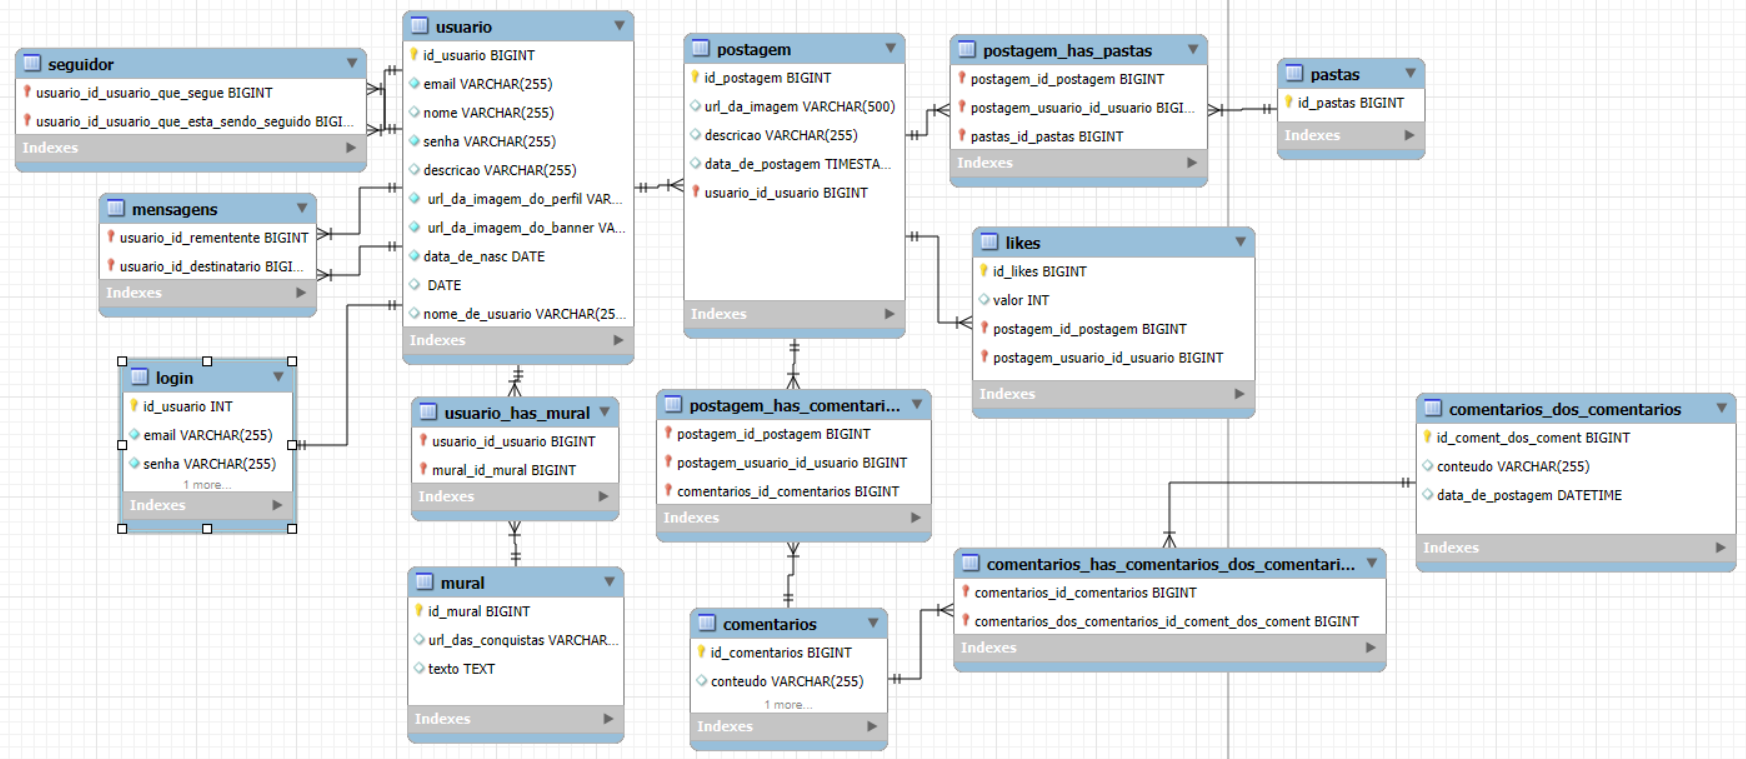 seguidor
usuario_id_usuario_que_segue BIGINT
usuario_id_usuario_que_esta_sendo_seguido BIGI...
Indexes
mensagens
usuario_id_rementente BIGINT
usuario_id_destinatario BIGI...
Indexes
login
id_usuario INT
email VARCHAR(255)
senha VARCHAR(255)
1 more...
Indexes
usuario
id_usuario BIGINT
email VARCHAR(255)
nome VARCHAR(255)
senha VARCHAR(255)
descricao VARCHAR(255)
url_da_imagem_do_perfil VAR...
url_da_imagem_do_banner VA...
data_de_nasc DATE
DATE
nome_de_usuario VARCHAR(25...
Indexes
usuario_has_mural
usuario_id_usuario BIGINT
mural_id_mural BIGINT
Indexes
mural
id_mural BIGINT
url_das_conquistas VARCHAR...
texto TEXT
Indexes
postagem
id_postagem BIGINT
url_da_imagem VARCHAR(500)
descricao VARCHAR(255)
data_de_postagem TIMESTA...
usuario_id_usuario BIGINT
Indexes
postagem_has_comentari...
postagem_id_postagem BIGINT
postagem_usuario_id_usuario BIGINT
comentarios_id_comentarios BIGINT
Indexes
comentarios
id_comentarios BIGINT
conteudo VARCHAR(255)
1 more...
Indexes
postagem_has_pastas
postagem_id_postagem BIGINT
postagem_usuario_id_usuario BIGI...
pastas_id_pastas BIGINT
Indexes
pastas
id_pastas BIGINT
Indexes
likes
id_likes BIGINT
valor INT
postagem_id_postagem BIGINT
postagem_usuario_id_usuario BIGINT
Indexes
comentarios_dos_comentarios
id_coment_dos_coment BIGINT
conteudo VARCHAR(255)
data_de_postagem DATETIME
Indexes
comentarios_has_comentarios_dos_comentari...
comentarios_id_comentarios BIGINT
comentarios_dos_comentarios_id_coment_dos_coment BIGINT
Indexes